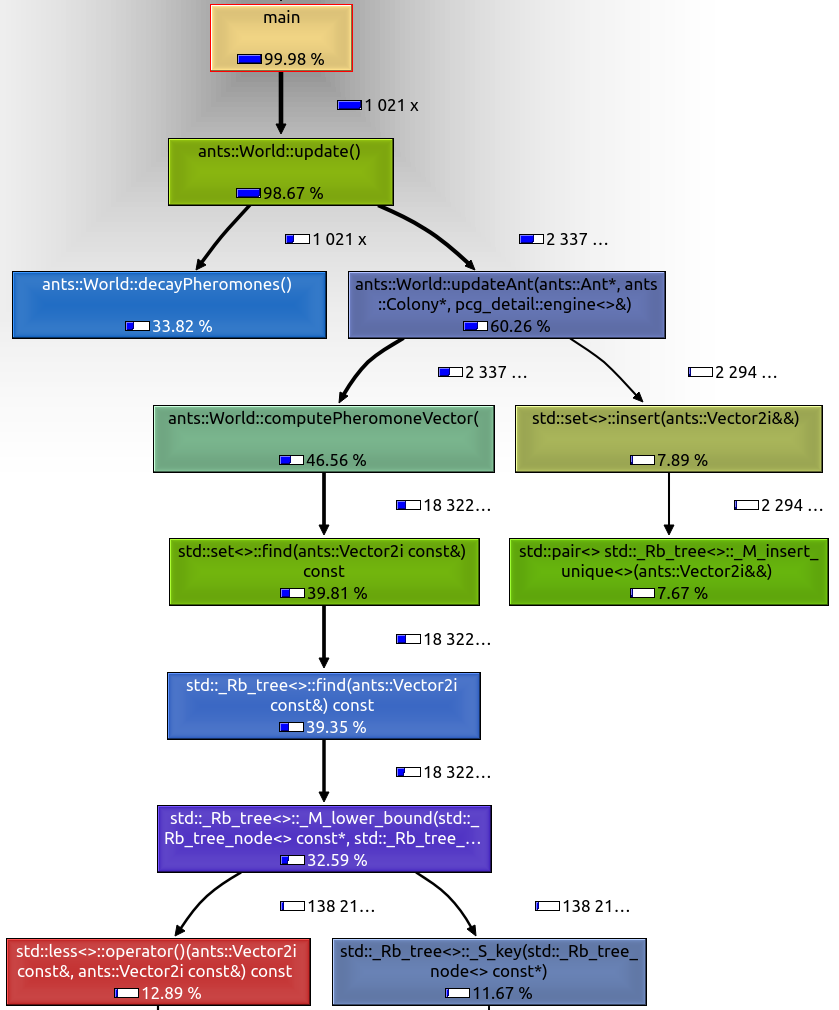 main
99.98 %
1 021 x
ants::World::update()
98.67 %
1 021 x
2 337 ...
ants::World::decayPheromones()
33.82 %
ants::World::updateAnt(ants::Ant*, ants
::Colony*, pcg_detail::engine<>&)
60.26 %
2 337 ...
2 294 ...
ants::World::computePheromoneVector(
46.56 %
std::set<>::insert(ants::Vector2i&&)
7.89 %
18 322...
2 294 ...
std::set<>::find(ants::Vector2i const&)
const
39.81 %
std::pair<> std::_Rb_tree<>::_M_insert_
unique<>(ants::Vector2i&&)
7.67 %
18 322...
std::_Rb_tree<>::find(ants::Vector2i
const&) const
39.35 %
18 322...
std::_Rb_tree<>::_M_lower_bound(std::_
Rb_tree_node<> const*, std::_Rb_tree_...
32.59 %
138 21...
138 21...
std::less<>::operator()(ants::Vector2i
const&, ants::Vector2i const&) const
12.89 %
std::_Rb_tree<>::_S_key(std::_Rb_tree_
node<> const*)
11.67 %